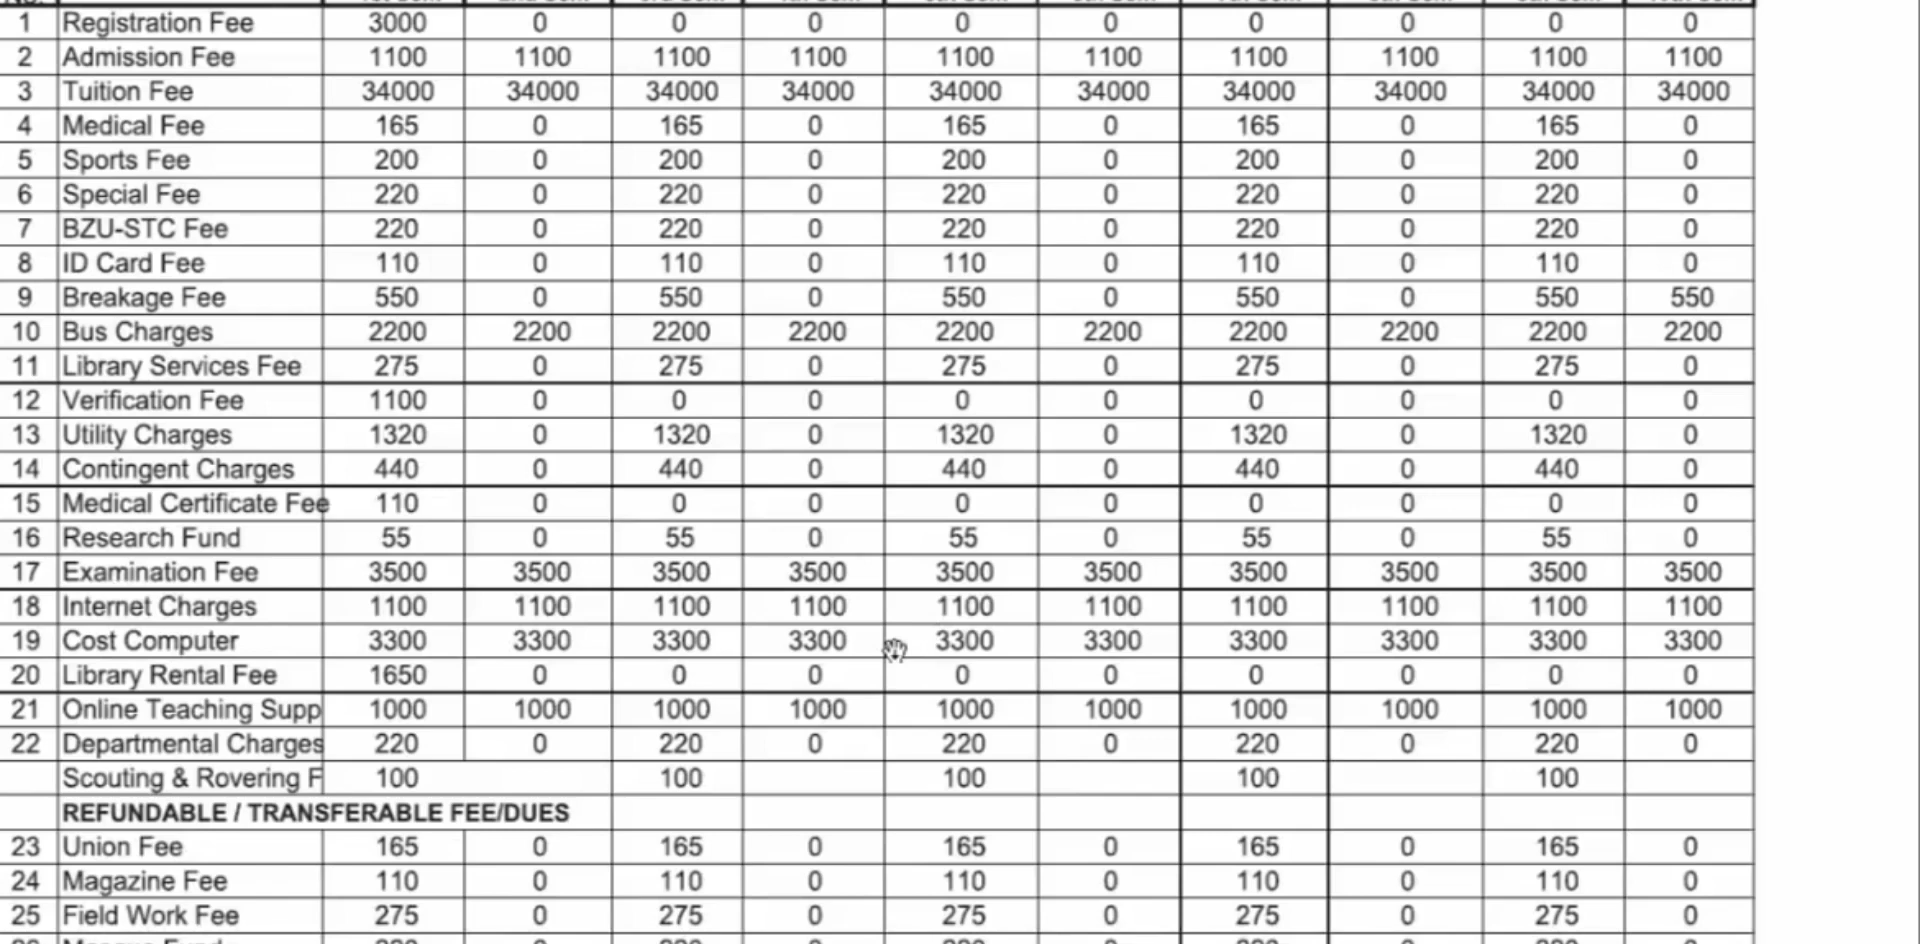 1 Registration Fee 3000 0 0 0 0 0 0 0 0 0
2 Admission Fee 1100 1100 1100 1100 1100 1100 1100 1100 1100 1100
3 Tuition Fee 34000 34000 34000 34000 34000 34000 34000 34000 34000 34000
4 Medical Fee 165 0 165 0 165 0 165 0 165 0
5 Sports Fee 200 0 200 0 200 0 200 0 200 0
6 Special Fee 220 0 220 0 220 0 220 0 220 0
7 BZU-STC Fee 220 0 220 0 220 0 220 0 220 0
8 ID Card Fee 110 0 110 0 110 0 110 0 110 0
9 Breakage Fee 550 0 550 0 550 0 550 0 550 550
10 Bus Charges 2200 2200 2200 2200 2200 2200 2200 2200 2200 2200
11 Library Services Fee 275 0 275 0 275 0 275 0 275 0
12 Verification Fee 1100 0 0 0 0 0 0 0 0 0
13 Utility Charges 1320 0 1320 0 1320 0 1320 0 1320 0
14 Contingent Charges 440 0 440 0 440 0 440 0 440 0
15 Medical Certificate Fee 110 0 0 0 0 0 0 0 0 0
16 Research Fund 55 0 55 0 55 0 55 0 55 0
17 Examination Fee 3500 3500 3500 3500 3500 3500 3500 3500 3500 3500
18 Internet Charges 1100 1100 1100 1100 1100 1100 1100 1100 1100 1100
19 Cost Computer 3300 3300 3300 3300 3300 3300 3300 3300 3300 3300
20 Library Rental Fee 1650 0 0 0 0 0 0 0 0 0
21 Online Teaching Supp 1000 1000 1000 1000 1000 1000 1000 1000 1000 1000
22 Departmental Charges 220 0 220 0 220 0 220 0 220 0
Scouting & Rovering F 100 100 100 100 100
REFUNDABLE / TRANSFERABLE FEE/DUES
23 Union Fee 165 0 165 0 165 0 165 0 165 0
24 Magazine Fee 110 0 110 0 110 0 110 0 110 0
25 Field Work Fee 275 0 275 0 275 0 275 0 275 0